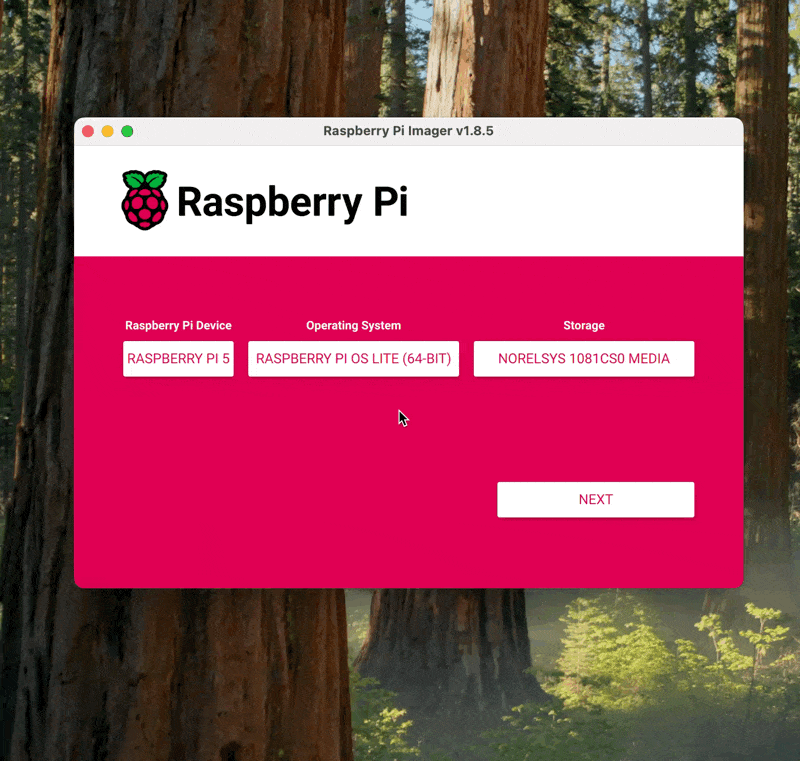 Raspberry Pi Imager v1.8.5
Raspberry Pi
Raspberry Pi Device
Operating System
Storage
RASPBERRY PI 5
RASPBERRY PI OS LITE (64-BIT)
NORELSYS 1081CS0 MEDIA
NEXT